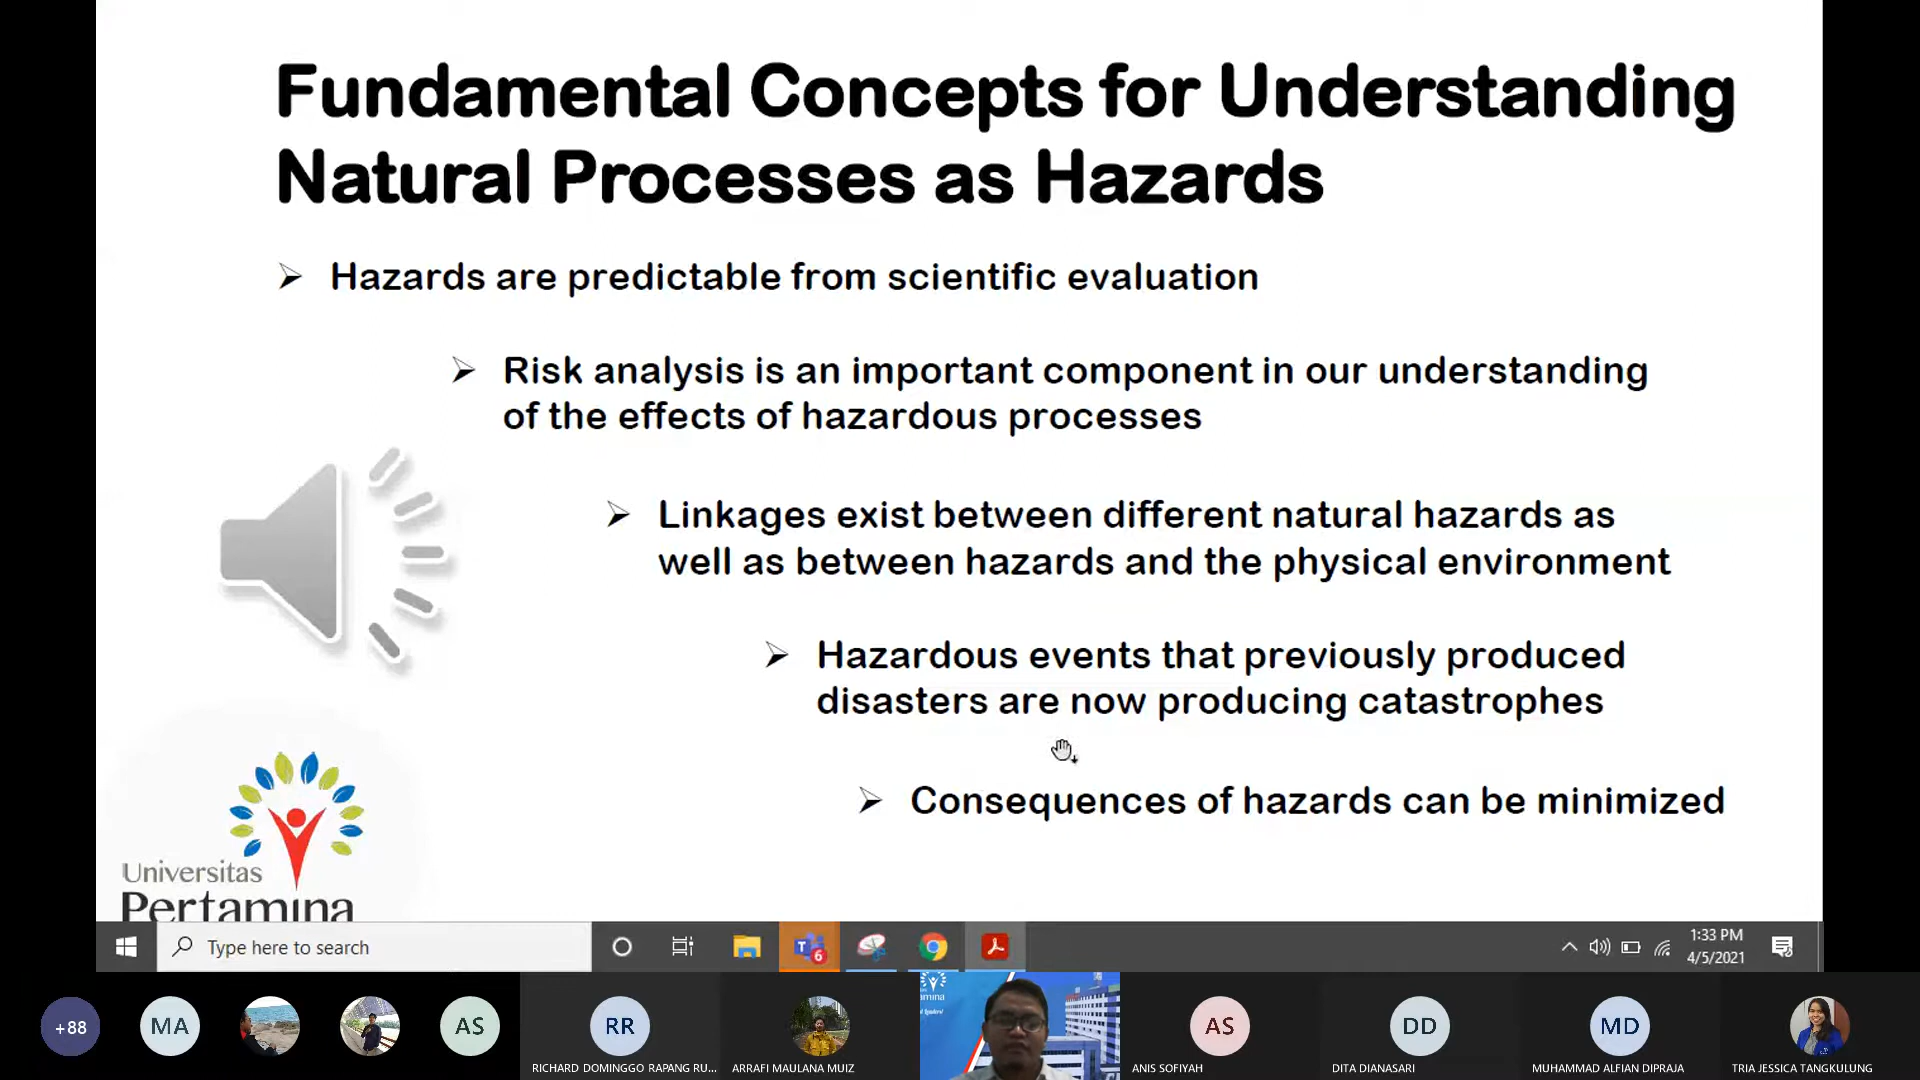 Fundamental Concepts for Understanding
Natural Processes as Hazards
Hazards are predictable from scientific evaluation
Risk analysis is an important component in our understanding
of the effects of hazardous processes
Linkages exist between different natural hazards as
well as between hazards and the physical environment
Hazardous events that previously produced
disasters are now producing catastrophes
Consequences of hazards can be minimized
Universitas
Pertamina
Type here to search
6
1:33 PM
4/5/2021
+88
MA
AS
RR
RICHARD DOMINGGO RAPANG RU...
ARRAFI MAULANA MUIZ
AS
ANIS SOFIYAH
DD
DITA DIANASARI
MD
MUHAMMAD ALFIAN DIPRAJA
TRIA JESSICA TANGKULUNG